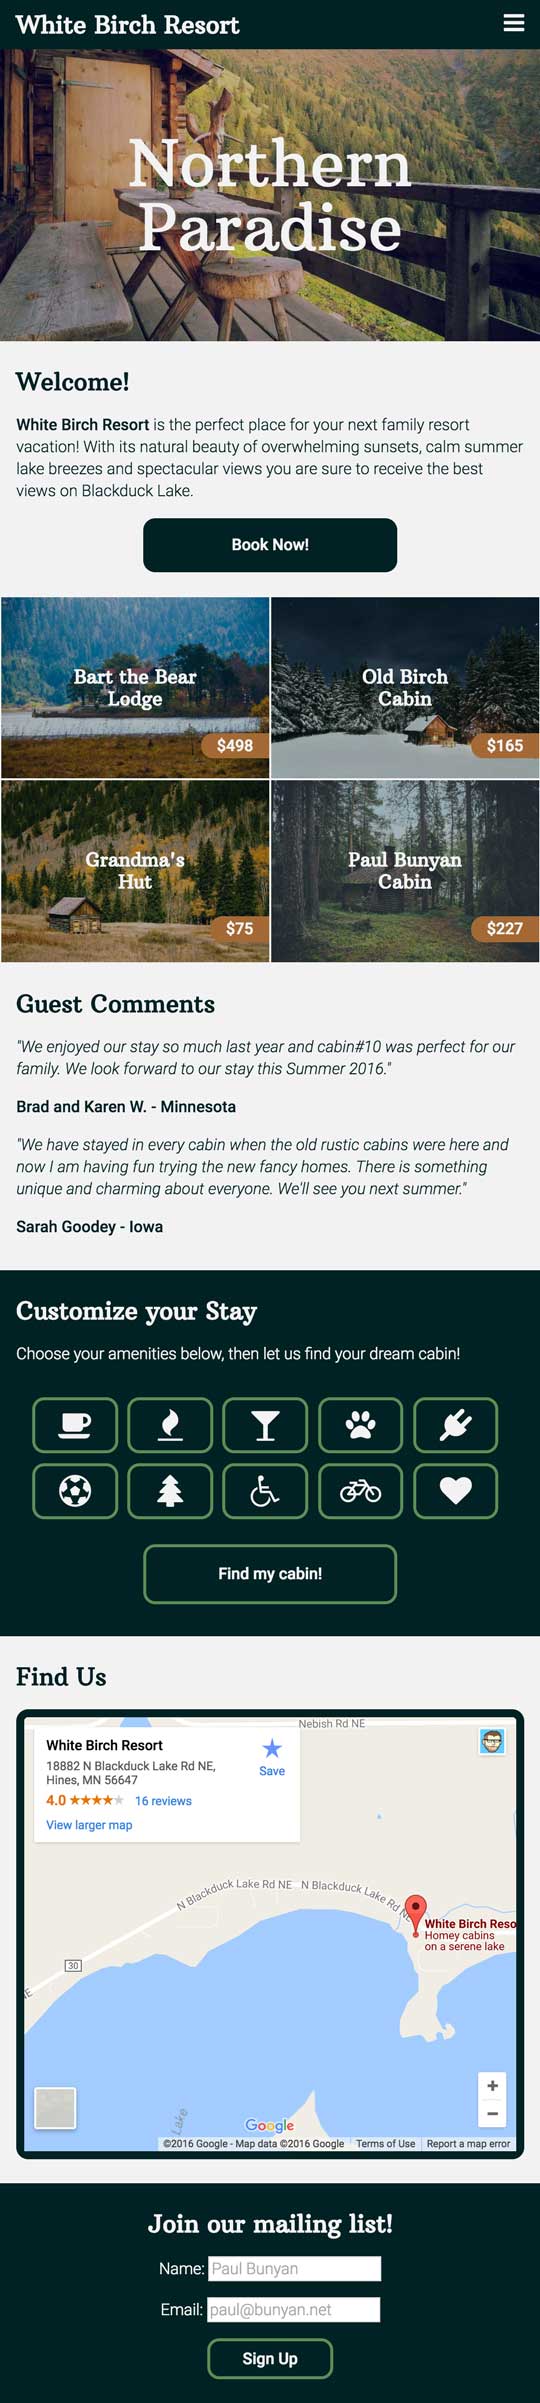 White Birch Resort
Northern
Paradise
Welcome!
White Birch Resort is the perfect place for your next family resort
vacation! With its natural beauty of overwhelming sunsets, calm summer
lake breezes and spectacular views you are sure to receive the best
views on Blackduck Lake.
Book Now!
Bart the Bear
Lodge
$498
Old Birch
Cabin
$165
Grandma's
Hut
$75
Paul Bunyan
Cabin
$227
Guest Comments
"We enjoyed our stay so much last year and cabin#10 was perfect for our
family. We look forward to our stay this Summer 2016."
Brad and Karen W. - Minnesota
"We have stayed in every cabin when the old rustic cabins were here and
now I am having fun trying the new fancy homes. There is something
unique and charming about everyone. We'll see you next summer."
Sarah Goodey - Iowa
Customize your Stay
Choose your amenities below, then let us find your dream cabin!
Find my cabin!
Find Us
Nebish Rd NE
White Birch Resort
18882 N Blackduck Lake Rd NE,
Hines, MN 56647
Save
4.0 16 reviews
View larger map
N Blackduck Lake Rd NE
N Blackduck Lake Rd N
White Birch Reso
Homey cabins
on a serene lake
30
NE
Lake
+
−
Google
©2016 Google - Map data ©2016 Google Terms of Use Report a map error
Join our mailing list!
Name: Paul Bunyan
Email: paul@bunyan.net
Sign Up